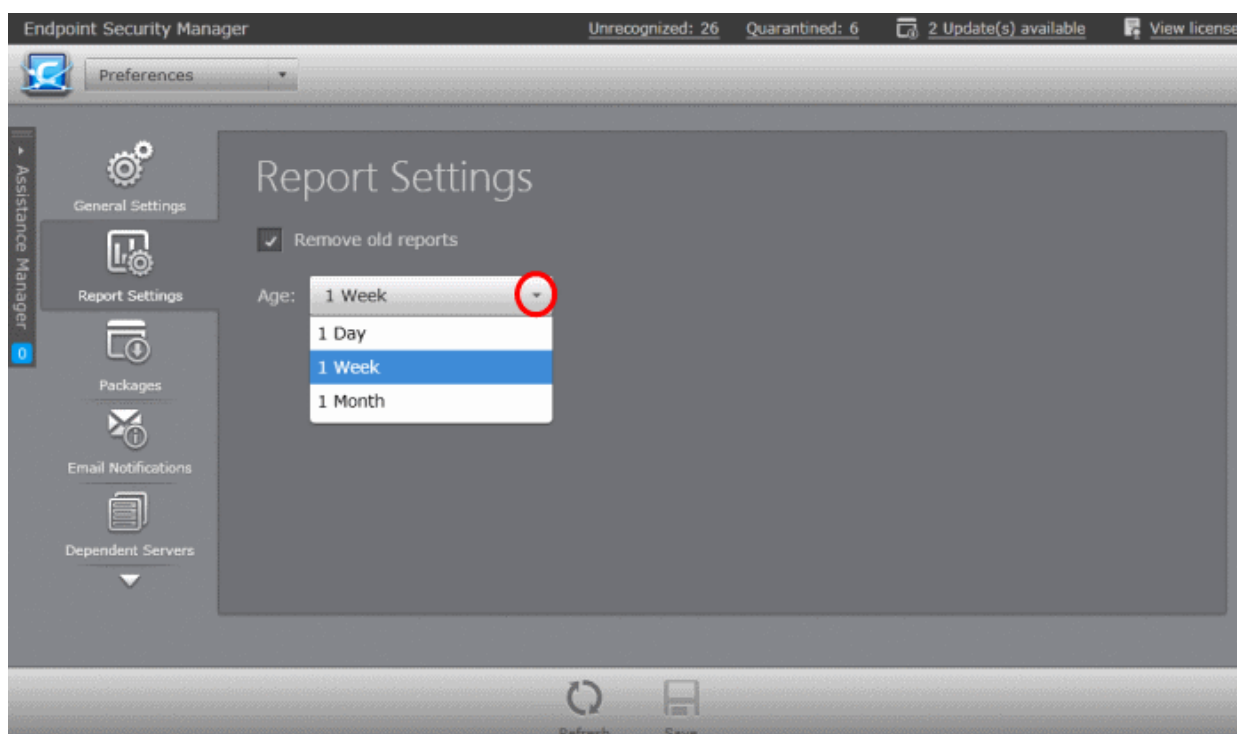 Endpoint Security Manager
Unrecognized: 26
Quarantined: 6
2 Update(s) available
View license
Preferences
Assistance Manager
0
General Settings
Report Settings
Packages
Email Notifications
Dependent Servers
Report Settings
Remove old reports
Age: 1 Week
1 Day
1 Week
1 Month
Refresh
Save